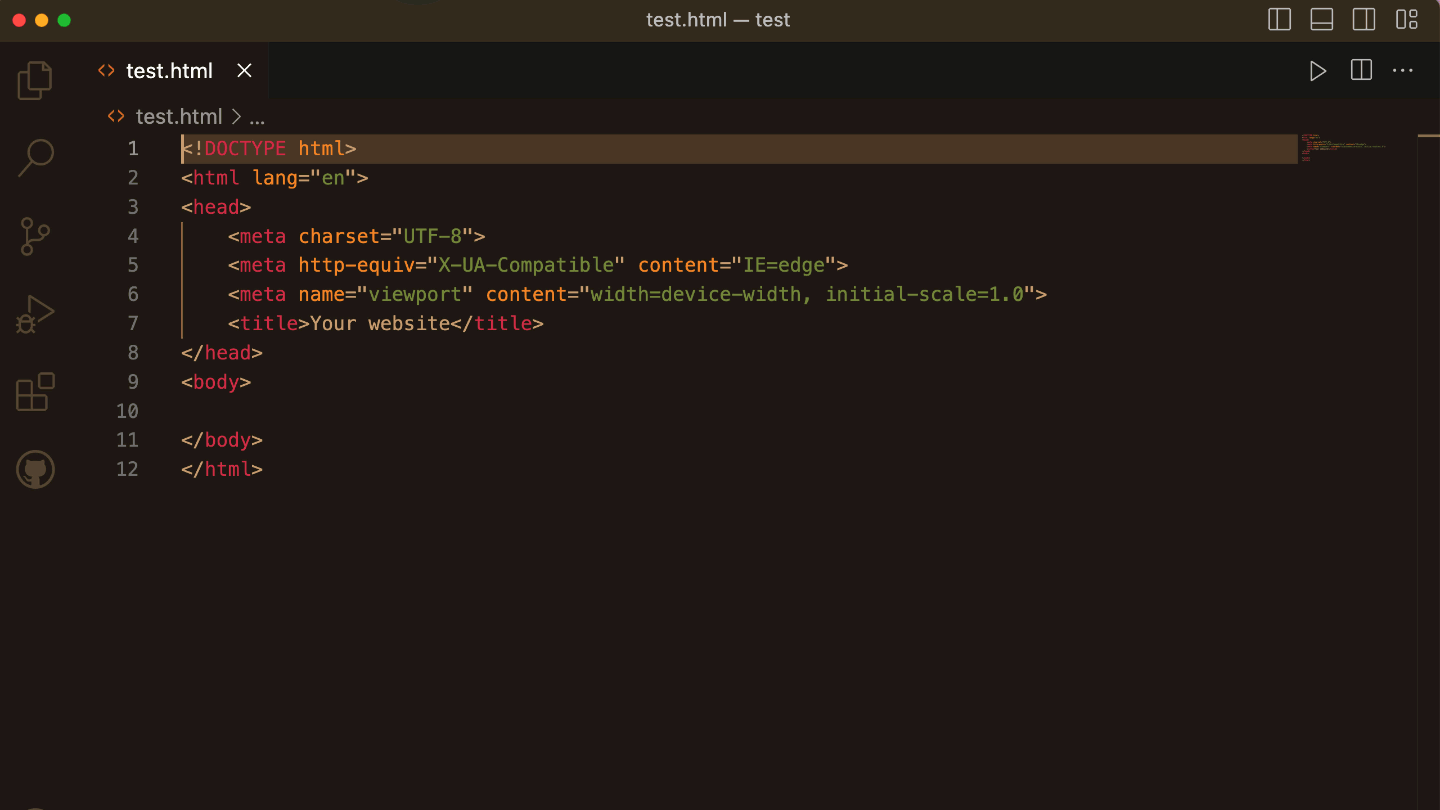 test.html — test
test.html
test.html > ...
1 <!DOCTYPE html>
2 <html lang="en">
3 <head>
4     <meta charset="UTF-8">
5     <meta http-equiv="X-UA-Compatible" content="IE=edge">
6     <meta name="viewport" content="width=device-width, initial-scale=1.0">
7     <title>Your website</title>
8 </head>
9 <body>
10
11 </body>
12 </html>